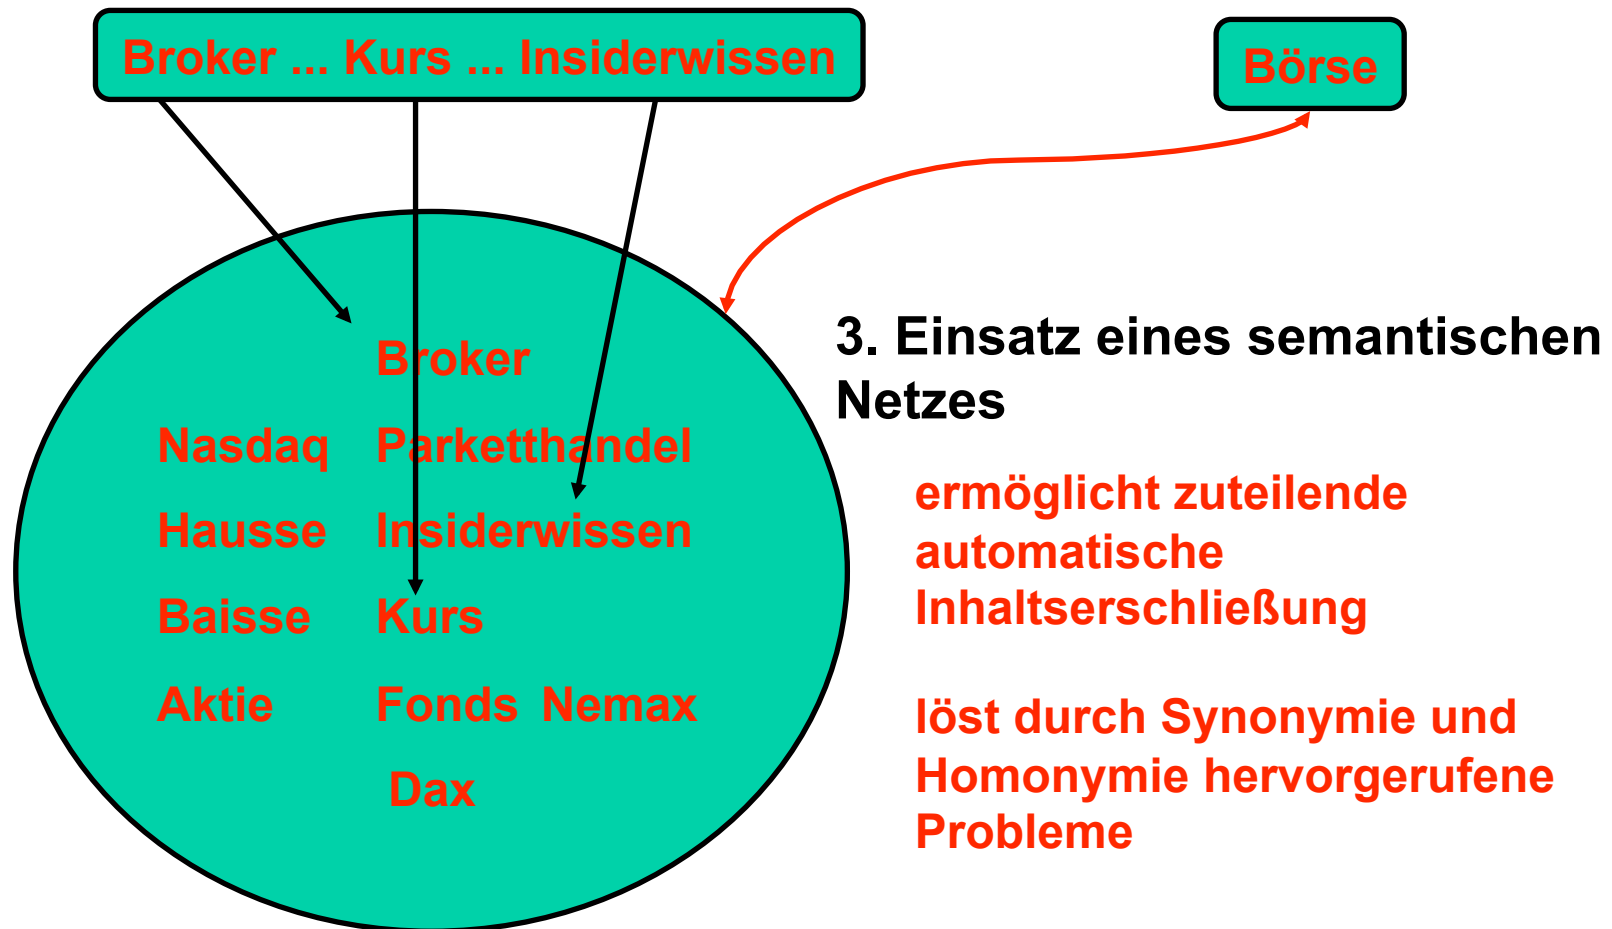 Broker ... Kurs ... Insiderwissen
Börse
Broker
Nasdaq Parketthandel
Hausse Insiderwissen
Baisse Kurs
Aktie Fonds Nemax
Dax
3. Einsatz eines semantischen
Netzes
ermöglicht zuteilende
automatische
Inhaltserschließung
löst durch Synonymie und
Homonymie hervorgerufene
Probleme